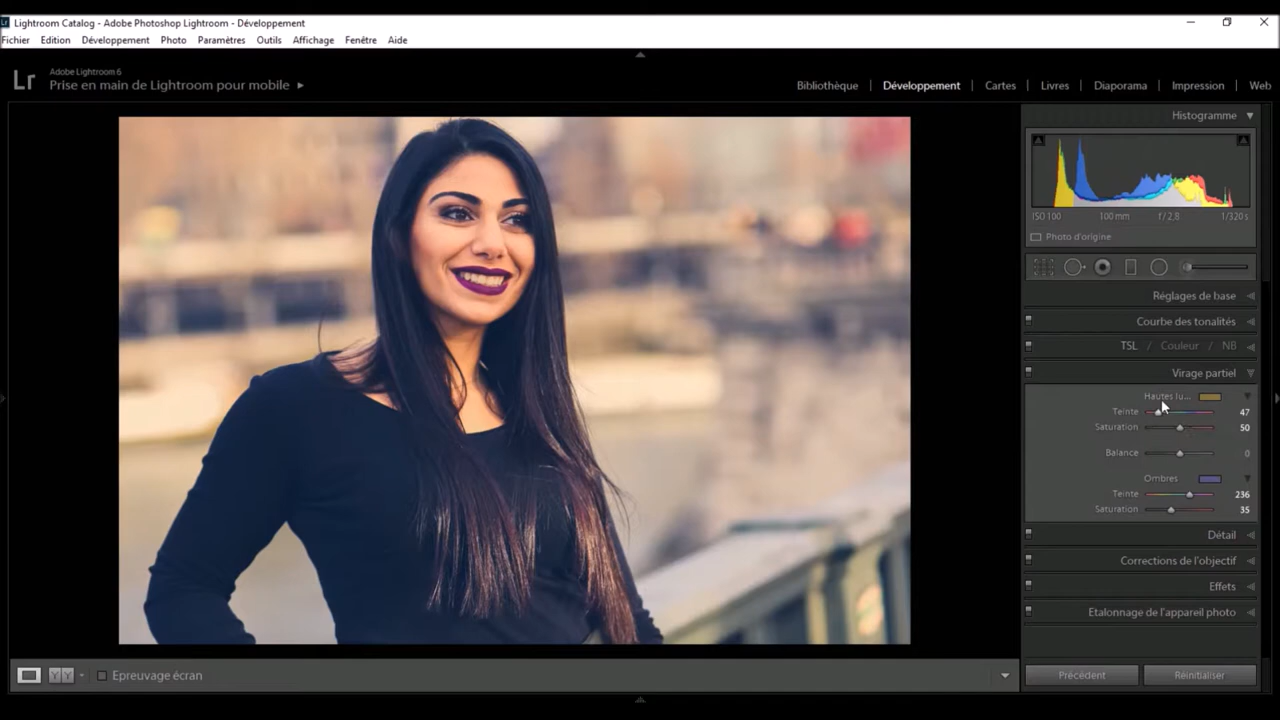 Lr Lightroom Catalog - Adobe Photoshop Lightroom - Développement
Fichier Edition Développement Photo Paramètres Outils Affichage Fenêtre Aide
Lr
Adobe Lightroom 6
Prise en main de Lightroom pour mobile
Bibliothèque | Développement | Cartes | Livres | Diaporama | Impression | Web
Histogramme
ISO 100 100 mm f / 2,8 1/320 s
Photo d'origine
Réglages de base
Courbe des tonalités
TSL / Couleur / NB
Virage partiel
Hautes lu...
Teinte 47
Saturation 50
Balance 0
Ombres
Teinte 236
Saturation 35
Détail
Corrections de l'objectif
Effets
Etalonnage de l'appareil photo
Y Y Epreuvage écran
Précédent Réinitialiser